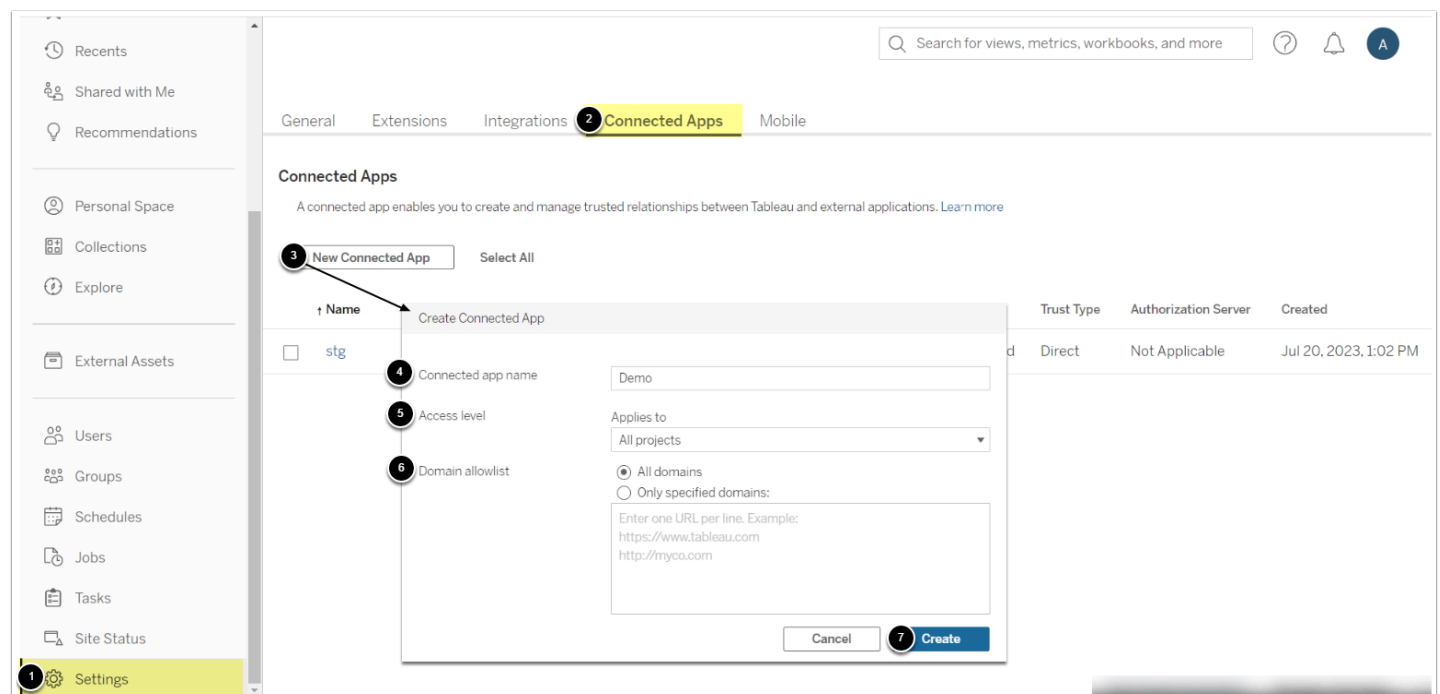 Search for views, metrics, workbooks, and more
A
Recents
Shared with Me
Recommendations
Personal Space
Collections
Explore
External Assets
Users
Groups
Schedules
Jobs
Tasks
Site Status
1 Settings
General Extensions Integrations 2 Connected Apps Mobile
Connected Apps
A connected app enables you to create and manage trusted relationships between Tableau and external applications. Learn more
3 New Connected App Select All
↑ Name Trust Type Authorization Server Created
stg d Direct Not Applicable Jul 20, 2023, 1:02 PM
Create Connected App
4 Connected app name Demo
5 Access level Applies to
All projects
6 Domain allowlist All domains
Only specified domains:
Enter one URL per line. Example:
https://www.tableau.com
http://myco.com
Cancel 7 Create